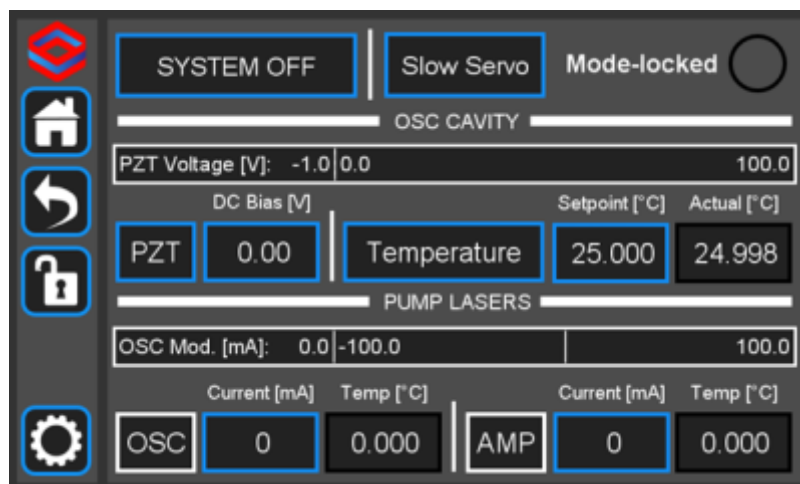 SYSTEM OFF Slow Servo Mode-locked
OSC CAVITY
PZT Voltage [V]: -1.0 0.0 100.0
DC Bias [V] Setpoint [°C] Actual [°C]
PZT 0.00 Temperature 25.000 24.998
PUMP LASERS
OSC Mod. [mA]: 0.0 -100.0 100.0
Current [mA] Temp [°C] Current [mA] Temp [°C]
OSC 0 0.000 AMP 0 0.000